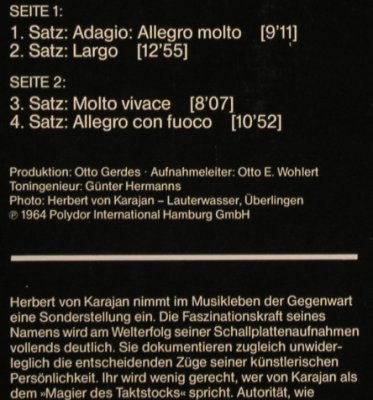 SEITE 1:
1. Satz: Adagio: Allegro molto [9'11]
2. Satz: Largo [12'55]
SEITE 2:
3. Satz: Molto vivace [8'07]
4. Satz: Allegro con fuoco [10'52]
Produktion: Otto Gerdes · Aufnahmeleiter: Otto E. Wohlert
Toningenieur: Günter Hermanns
Photo: Herbert von Karajan – Lauterwasser, Überlingen
℗ 1964 Polydor International Hamburg GmbH
Herbert von Karajan nimmt im Musikleben der Gegenwart
eine Sonderstellung ein. Die Faszinationskraft seines
Namens wird am Welterfolg seiner Schallplattenaufnahmen
vollends deutlich. Sie dokumentieren zugleich unwider-
leglich die entscheidenden Züge seiner künstlerischen
Persönlichkeit. Ihr wird wenig gerecht, wer von Karajan als
dem »Magier des Taktstocks« spricht. Autorität, wie